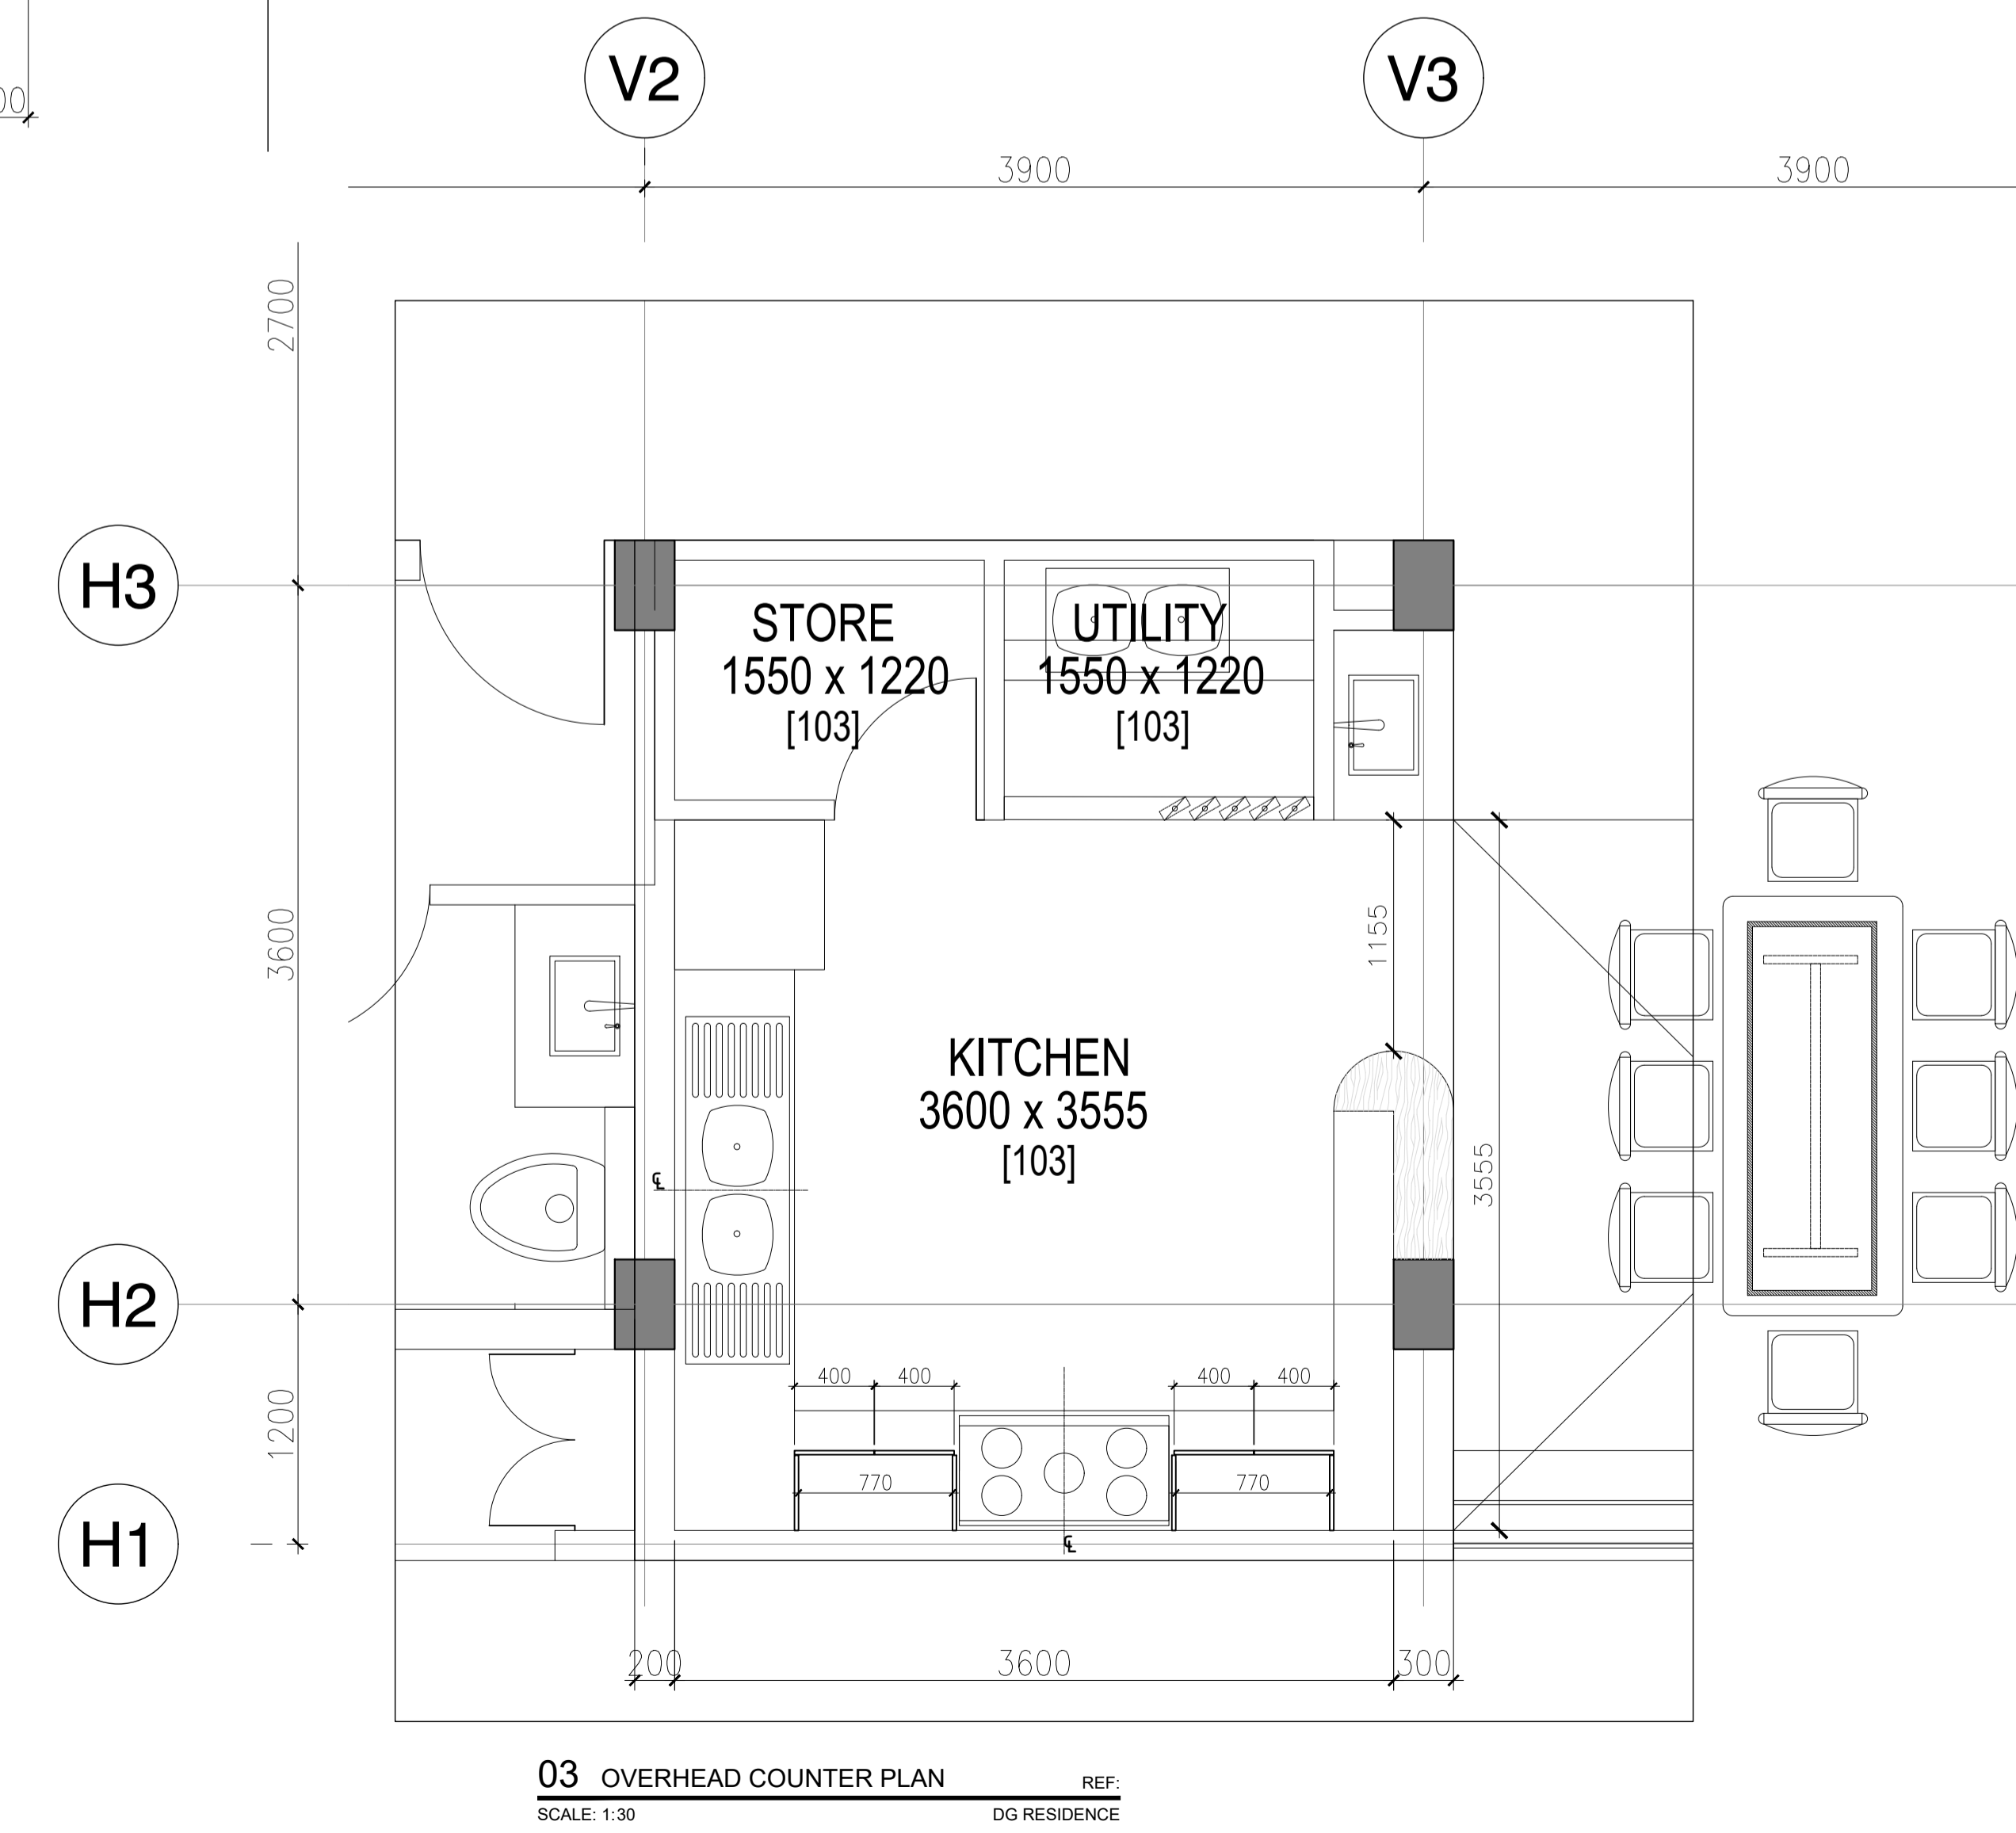 V2
V3
00
3900
3900
2700
H3
STORE
1550 x 1220
[103]
UTILITY
1550 x 1220
[103]
3600
1155
KITCHEN
3600 x 3555
[103]
3555
℄
H2
400
400
400
400
1200
770
770
H1
℄
200
3600
300
03 OVERHEAD COUNTER PLAN REF:
SCALE: 1:30 DG RESIDENCE